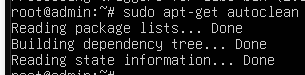 root@admin:~# sudo apt-get autoclean
Reading package lists... Done
Building dependency tree... Done
Reading state information... Done